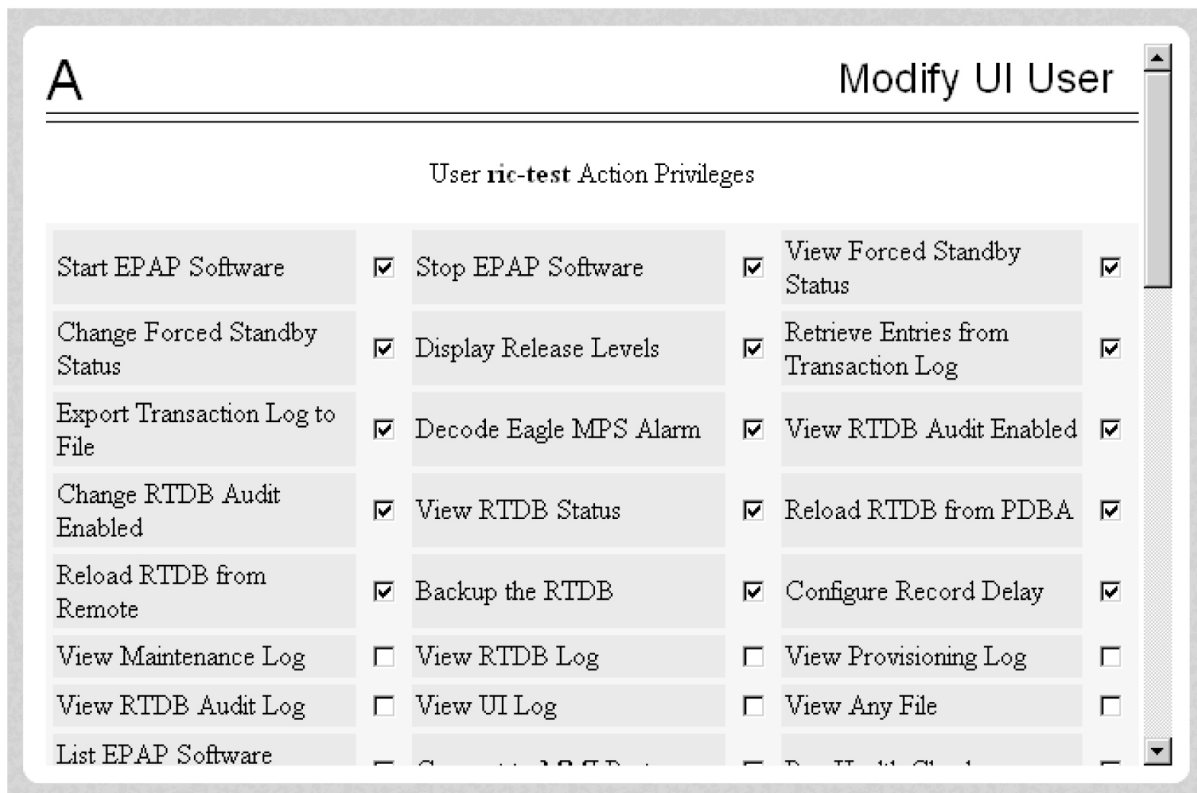 A
Modify UI User
User ric-test Action Privileges
Start EPAP Software
Stop EPAP Software
View Forced Standby
Status
Change Forced Standby
Status
Display Release Levels
Retrieve Entries from
Transaction Log
Export Transaction Log to
File
Decode Eagle MPS Alarm
View RTDB Audit Enabled
Change RTDB Audit
Enabled
View RTDB Status
Reload RTDB from PDBA
Reload RTDB from
Remote
Backup the RTDB
Configure Record Delay
View Maintenance Log
View RTDB Log
View Provisioning Log
View RTDB Audit Log
View UI Log
View Any File
List EPAP Software